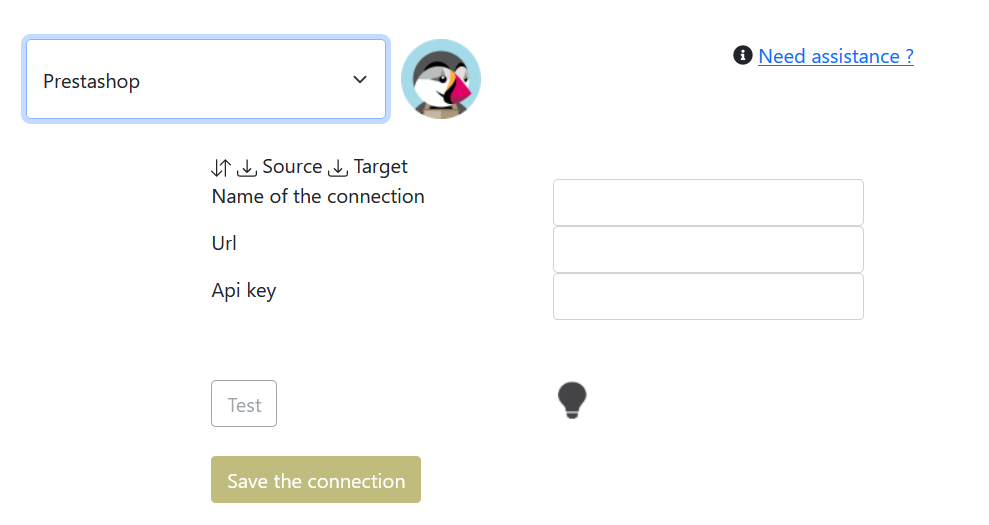 Prestashop
Need assistance ?
Source Target
Name of the connection
Url
Api key
Test
Save the connection